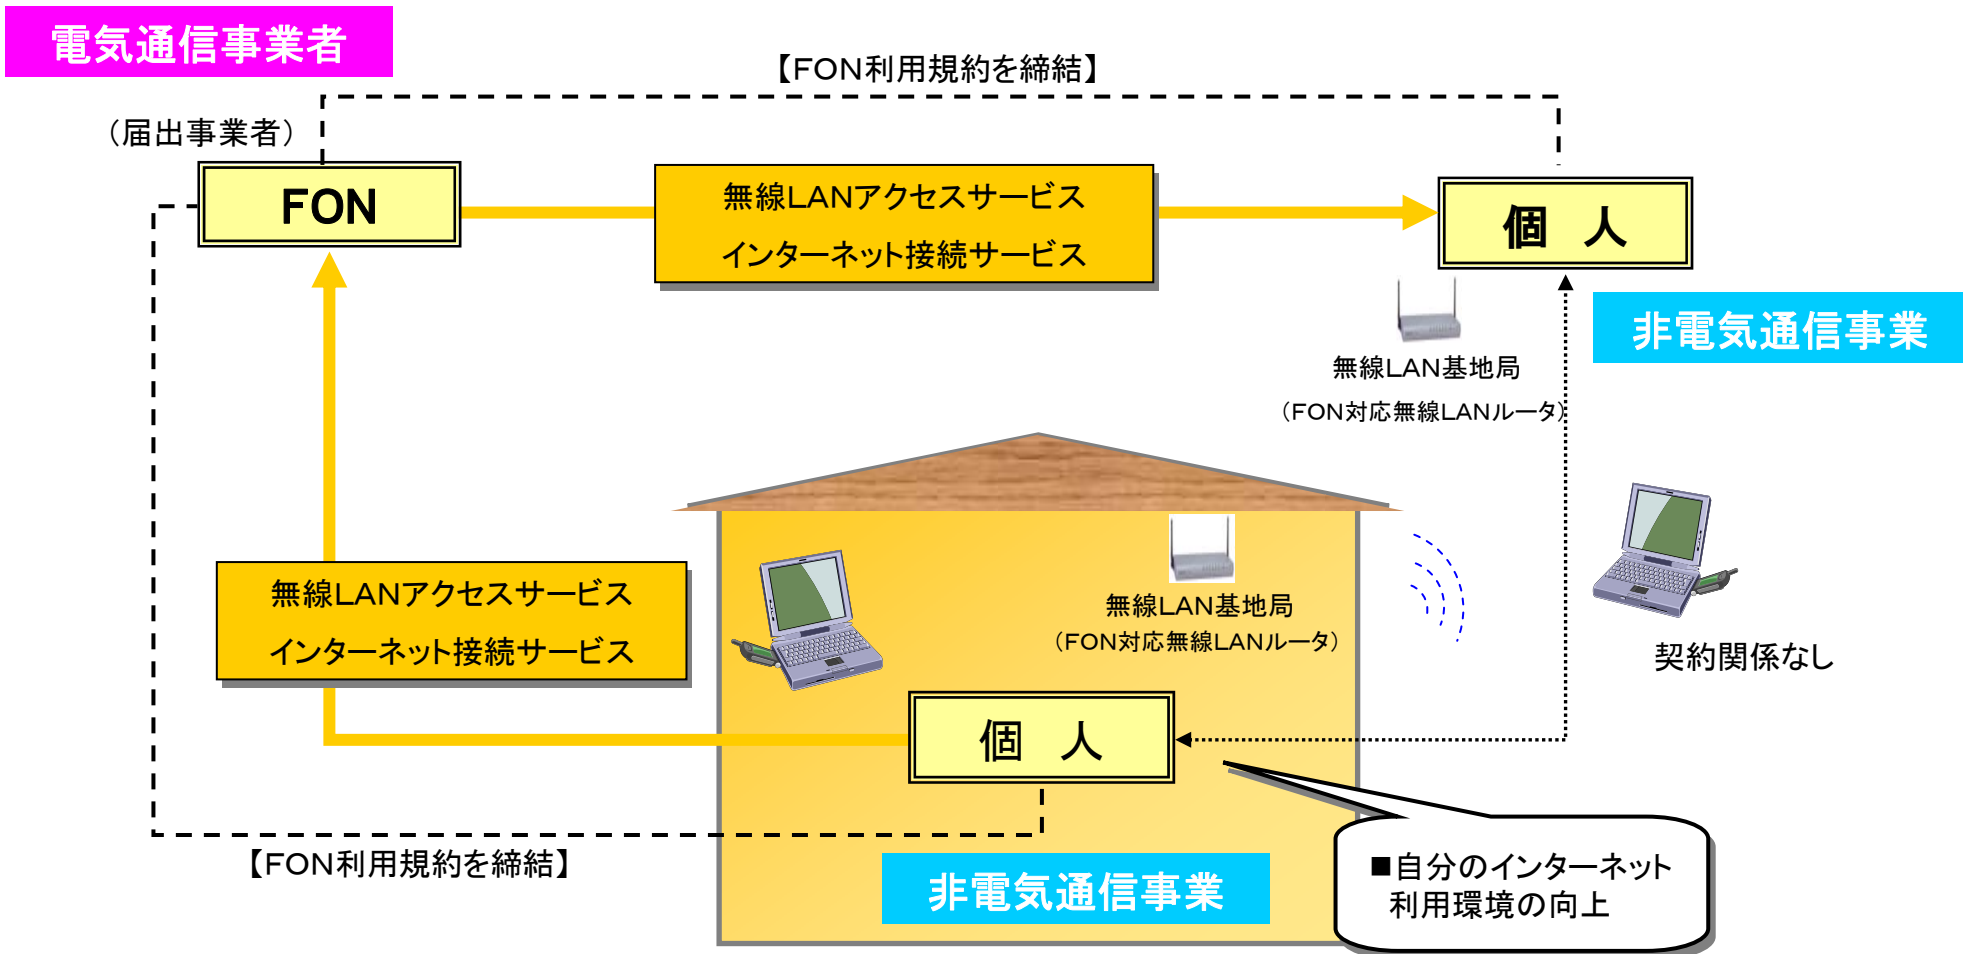 電気通信事業者
【FON利用規約を締結】
（届出事業者）
FON
無線LANアクセスサービス
インターネット接続サービス
個　人
非電気通信事業
無線LAN基地局
（FON対応無線LANルータ）
無線LANアクセスサービス
インターネット接続サービス
無線LAN基地局
（FON対応無線LANルータ）
契約関係なし
個　人
【FON利用規約を締結】
非電気通信事業
■自分のインターネット
利用環境の向上